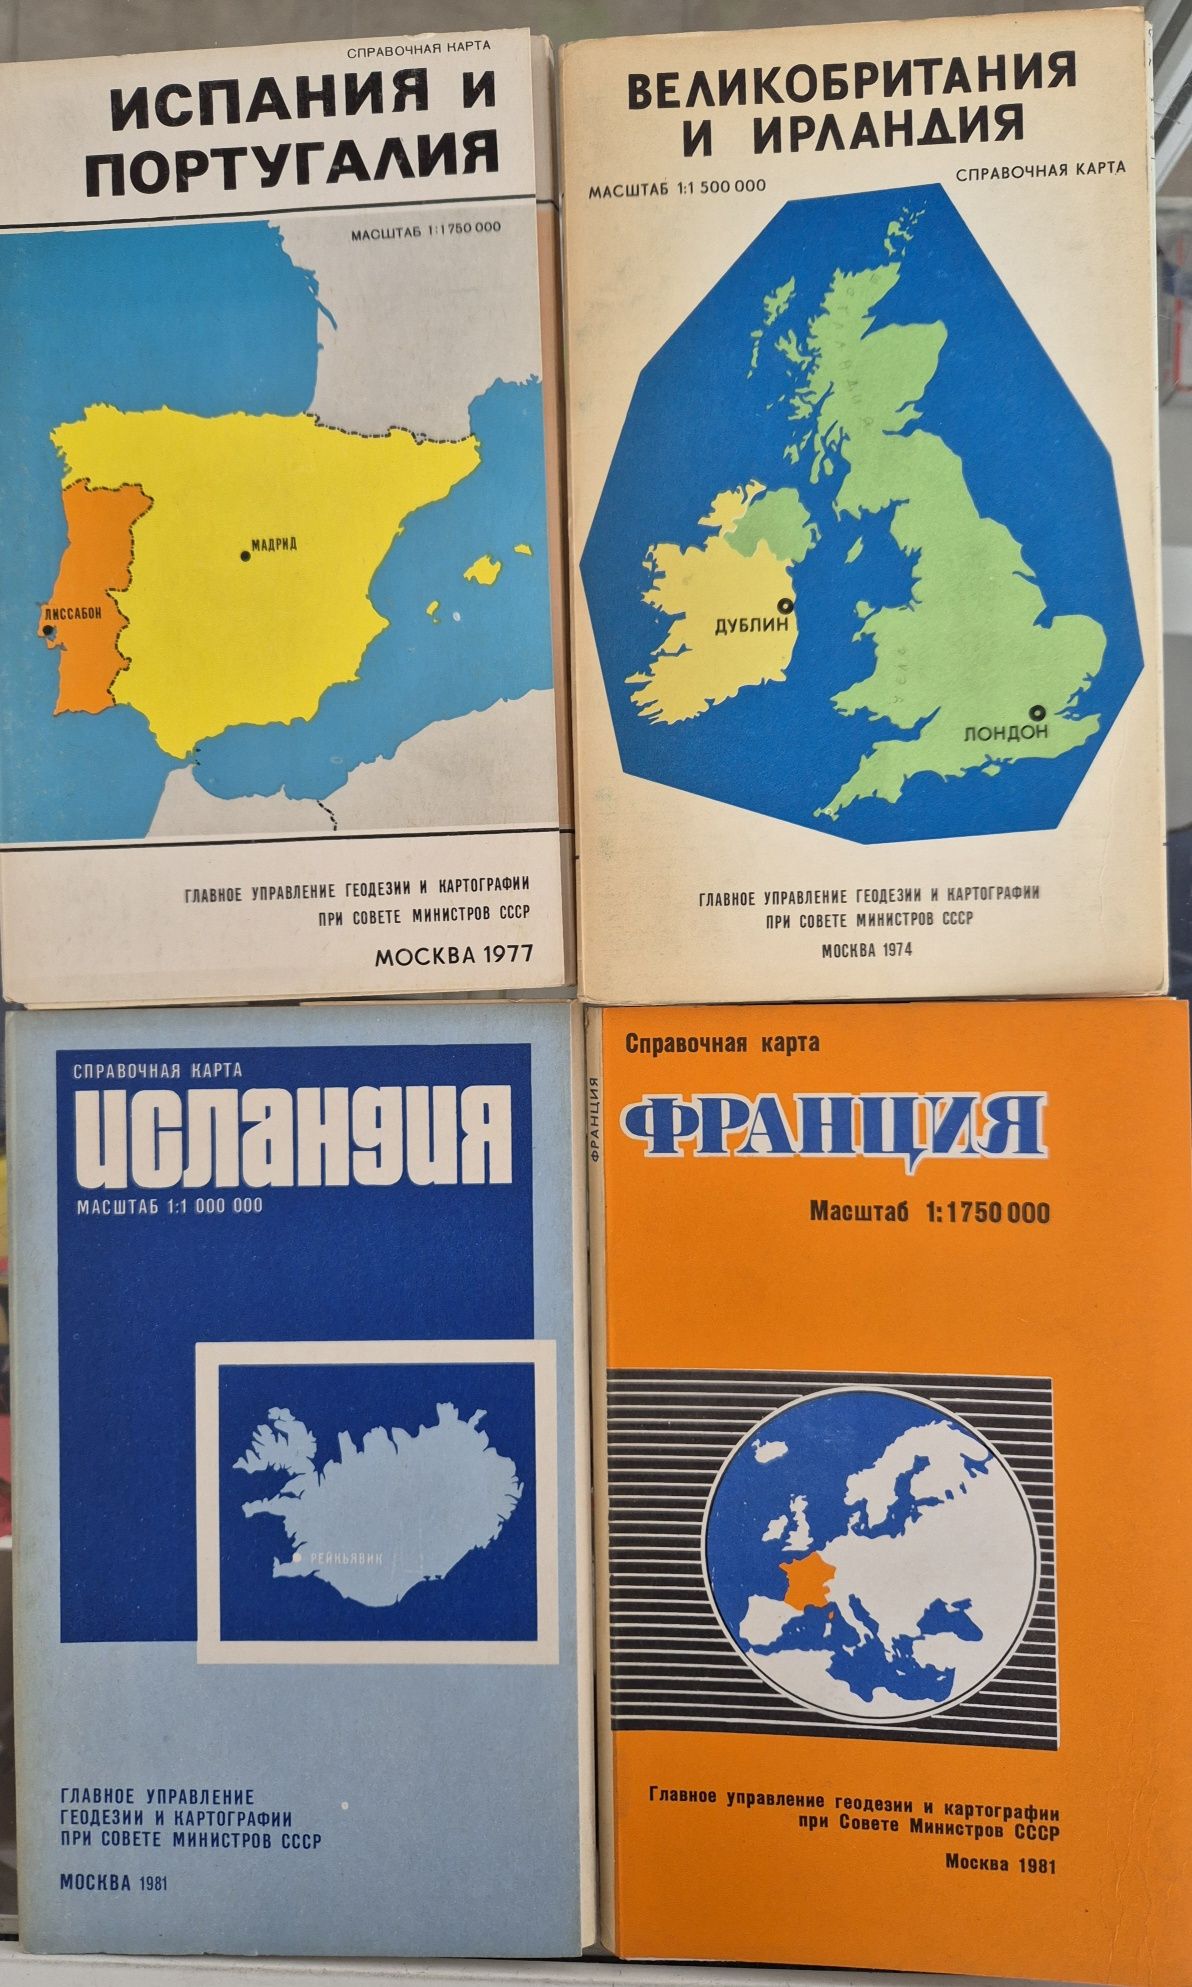 СПРАВОЧНАЯ КАРТА
ИСПАНИЯ И
ПОРТУГАЛИЯ
МАСШТАБ 1:1 750 000
МАДРИД
ЛИССАБОН
ГЛАВНОЕ УПРАВЛЕНИЕ ГЕОДЕЗИИ И КАРТОГРАФИИ
ПРИ СОВЕТЕ МИНИСТРОВ СССР
МОСКВА 1977
ВЕЛИКОБРИТАНИЯ
И ИРЛАНДИЯ
МАСШТАБ 1:1 500 000
СПРАВОЧНАЯ КАРТА
ДУБЛИН
ЛОНДОН
ГЛАВНОЕ УПРАВЛЕНИЕ ГЕОДЕЗИИ И КАРТОГРАФИИ
ПРИ СОВЕТЕ МИНИСТРОВ СССР
МОСКВА 1974
СПРАВОЧНАЯ КАРТА
ИСЛАНДИЯ
МАСШТАБ 1:1 000 000
РЕЙКЬЯВИК
ГЛАВНОЕ УПРАВЛЕНИЕ
ГЕОДЕЗИИ И КАРТОГРАФИИ
ПРИ СОВЕТЕ МИНИСТРОВ СССР
МОСКВА 1981
ФРАНЦИЯ
Справочная карта
ФРАНЦИЯ
Масштаб 1:1 750 000
Главное управление геодезии и картографии
при Совете Министров СССР
Москва 1981